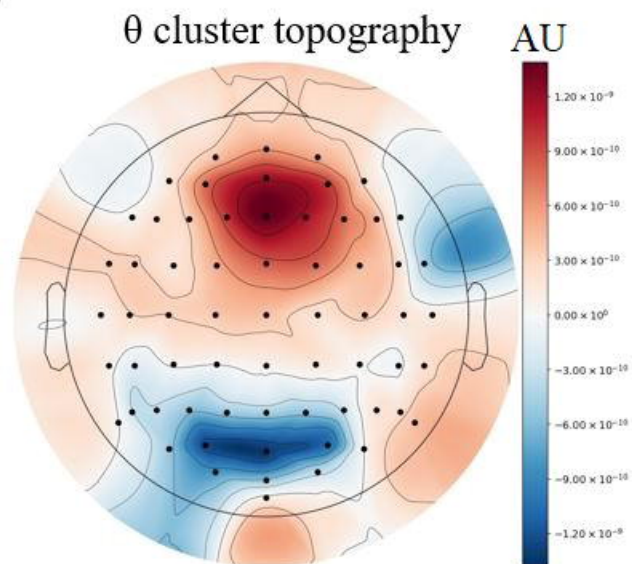 θ cluster topography
AU
1.20 × 10⁻⁹
9.00 × 10⁻¹⁰
6.00 × 10⁻¹⁰
3.00 × 10⁻¹⁰
0.00 × 10⁰
−3.00 × 10⁻¹⁰
−6.00 × 10⁻¹⁰
−9.00 × 10⁻¹⁰
−1.20 × 10⁻⁹